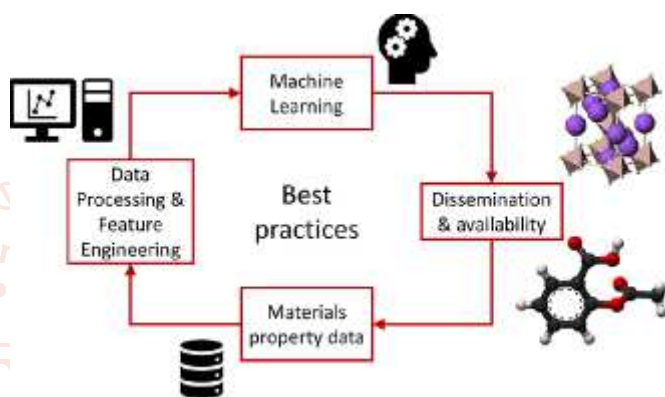 Machine
Learning
Data
Processing &
Feature
Engineering
Best
practices
Dissemination
& availability
Materials
property data